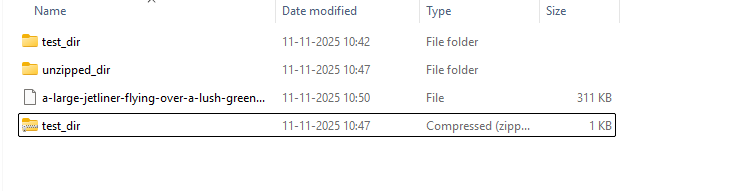 Name Date modified Type Size
test_dir 11-11-2025 10:42 File folder
unzipped_dir 11-11-2025 10:47 File folder
a-large-jetliner-flying-over-a-lush-green... 11-11-2025 10:50 File 311 KB
test_dir 11-11-2025 10:47 Compressed (zipp... 1 KB